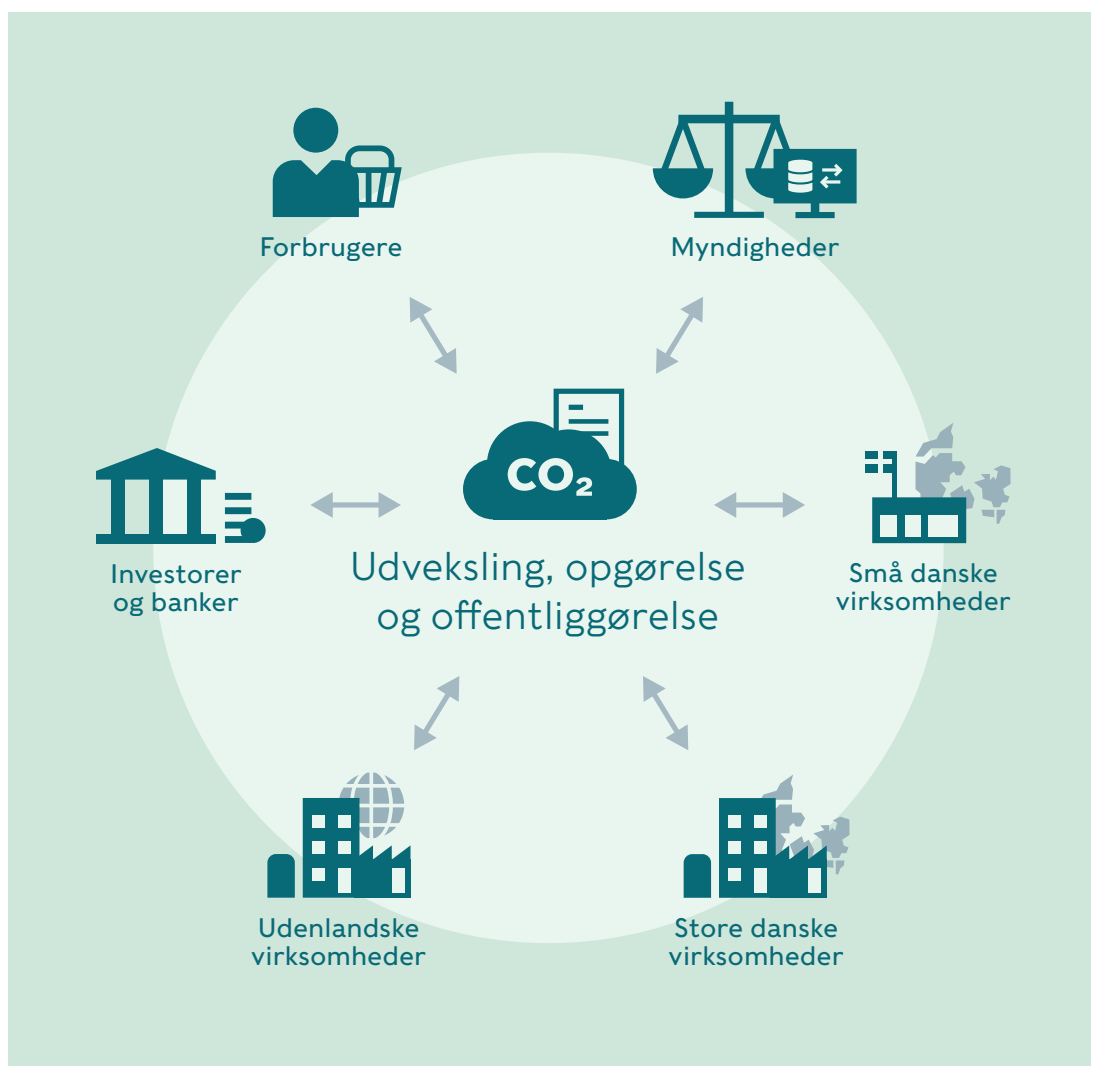 Forbrugere
Myndigheder
CO₂
Udveksling, opgørelse
og offentliggørelse
Investorer
og banker
Små danske
virksomheder
Udenlandske
virksomheder
Store danske
virksomheder